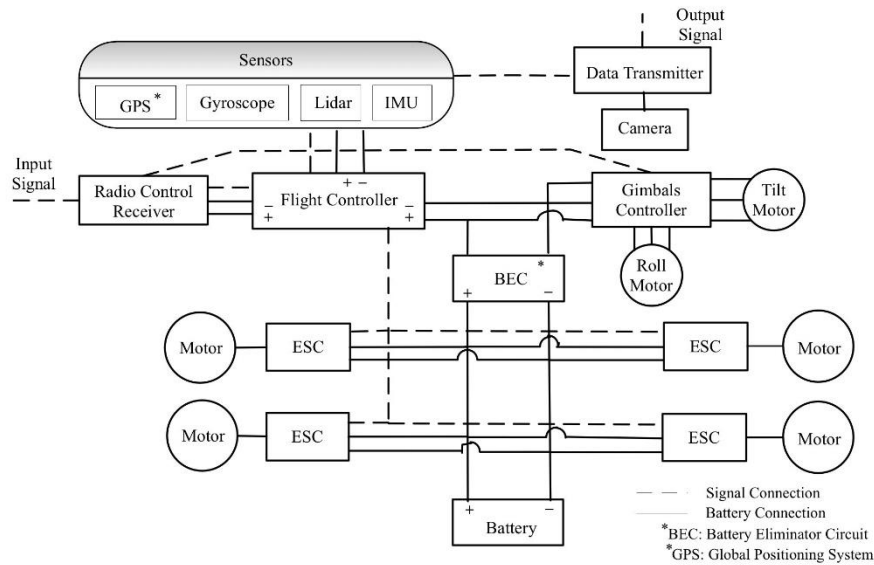 Output
Signal
Sensors
Data Transmitter
GPS*
Gyroscope
Lidar
IMU
Camera
Input
Signal
Radio Control
Receiver
+ −
Flight Controller
−
+
−
+
Gimbals
Controller
Tilt
Motor
Roll
Motor
BEC *
+ −
Motor
ESC
ESC
Motor
Motor
ESC
ESC
Motor
+ −
Battery
Signal Connection
Battery Connection
*BEC: Battery Eliminator Circuit
*GPS: Global Positioning System